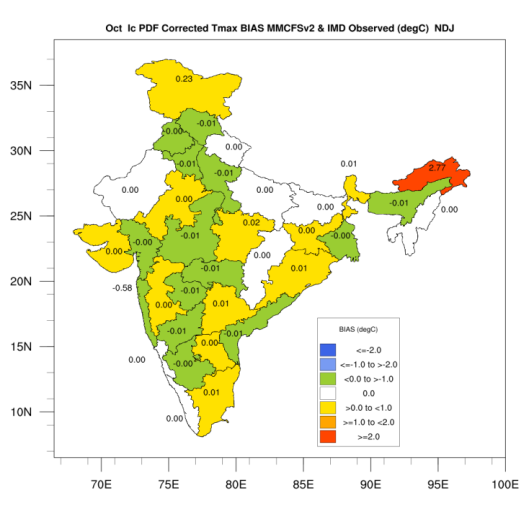 Oct Ic PDF Corrected Tmax BIAS MMCFSv2 & IMD Observed (degC) NDJ
35N
0.23
-0.01
-0.00
30N
0.00
0.01
-0.01
2.77
-0.01
0.00
0.00
0.00
0.00
-0.01
0.00
25N
0.02
0.00
-0.00
-0.01
-0.00
0.00
0.00
-0.01
0.01
20N
-0.58
-0.01
0.00
0.01
15N
-0.01
0.00
-0.01
0.00
-0.00
0.01
10N
0.00
BIAS (degC)
<=-2.0
<=-1.0 to >-2.0
<0.0 to >-1.0
0.0
>0.0 to <1.0
>=1.0 to <2.0
>=2.0
70E 75E 80E 85E 90E 95E 100E